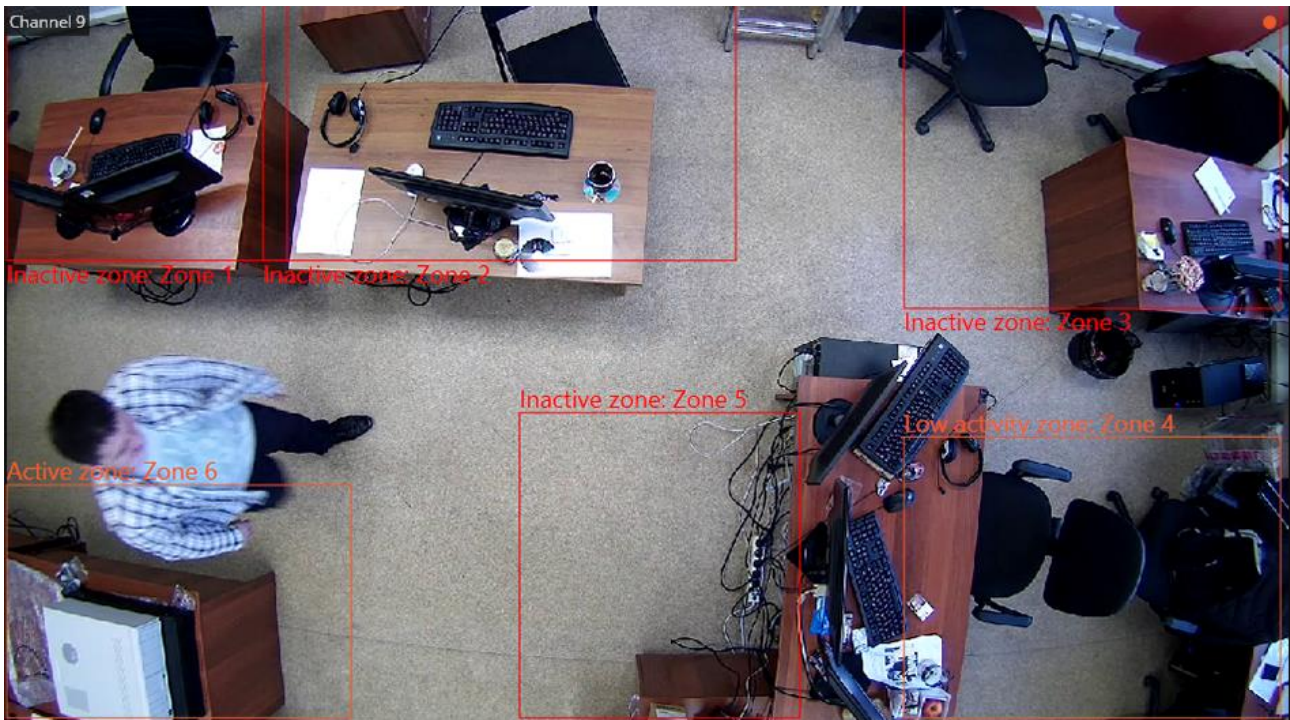 Channel 9
Inactive zone: Zone 1
Inactive zone: Zone 2
Inactive zone: Zone 3
Inactive zone: Zone 5
Low activity zone: Zone 4
Active zone: Zone 6